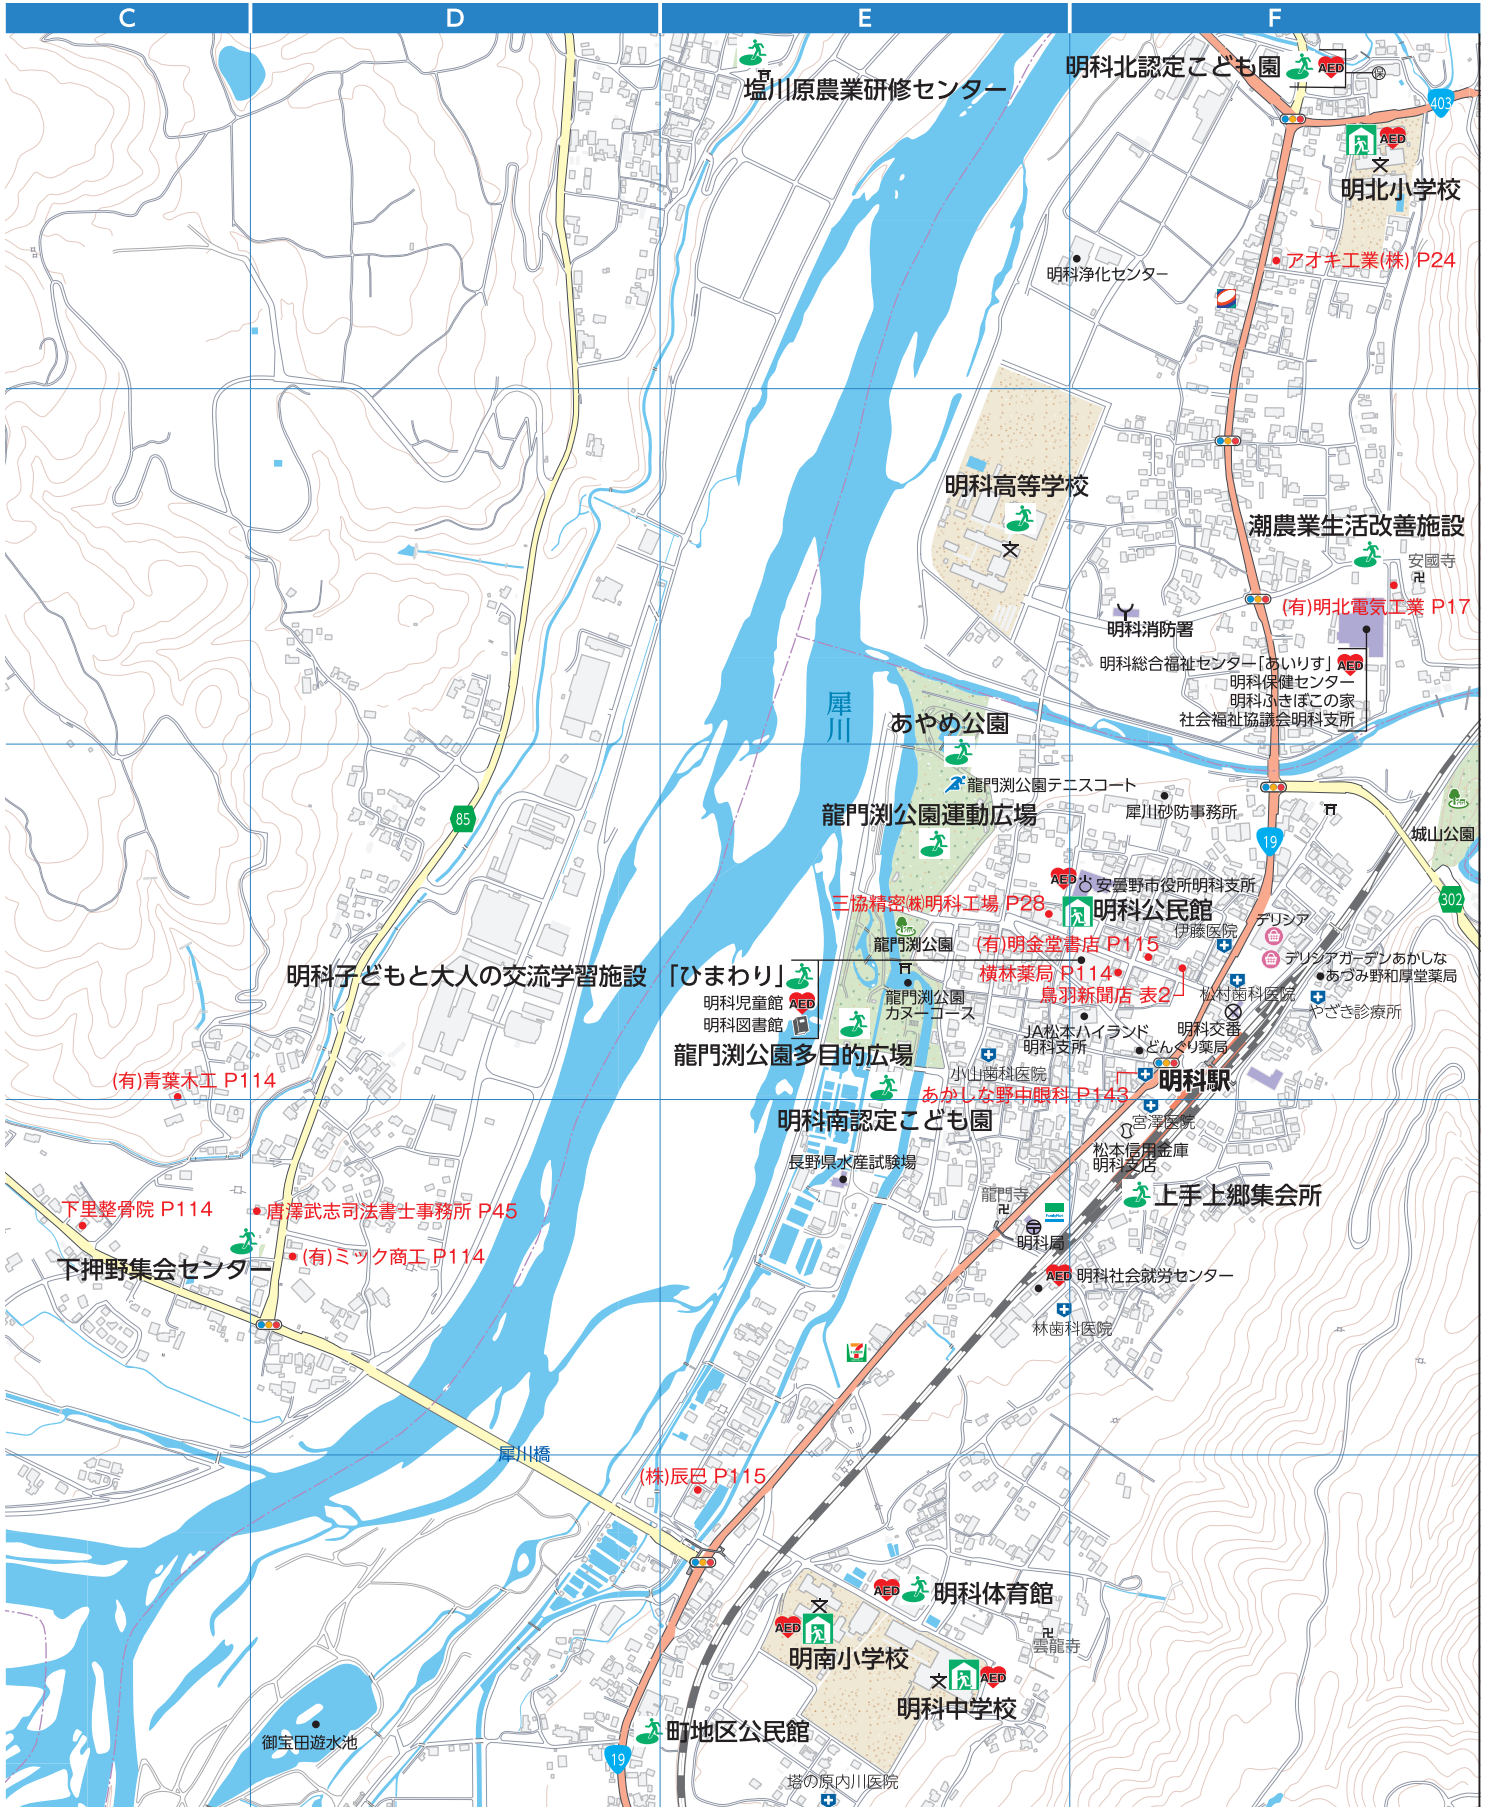 C
D
E
F
塩川原農業研修センター
明科北認定こども園
AED
403
AED
明北小学校
アオキ工業(株) P24
明科浄化センター
明科高等学校
潮農業生活改善施設
安國寺
(有)明北電気工業 P17
明科消防署
明科総合福祉センター「あいりす」
AED
明科保健センター
明科ふきぼこの家
社会福祉協議会明科支所
犀川
あやめ公園
龍門渕公園テニスコート
龍門渕公園運動広場
犀川砂防事務所
85
19
城山公園
302
AED
安曇野市役所明科支所
三協精密㈱明科工場 P28
明科公民館
デリシア
伊藤医院
龍門渕公園
(有)明金堂書店 P115
デリシアガーデンあかしな
明科子どもと大人の交流学習施設 「ひまわり」
横林薬局 P114
あづみ野和厚堂薬局
鳥羽新聞店 表2
松村歯科医院
明科児童館
AED
龍門渕公園
カヌーコース
やざき診療所
明科図書館
JA松本ハイランド
明科支所
明科交番
どんぐり薬局
龍門渕公園多目的広場
小山歯科医院
明科駅
(有)青葉木工 P114
あかしな野中眼科 P143
明科南認定こども園
宮澤医院
松本信用金庫
明科支店
長野県水産試験場
龍門寺
上手上郷集会所
下里整骨院 P114
唐澤武志司法書士事務所 P45
FamilyMart
明科局
(有)ミック商工 P114
下押野集会センター
AED
明科社会就労センター
林歯科医院
犀川橋
(株)辰巳 P115
AED
明科体育館
AED
明南小学校
雲龍寺
AED
明科中学校
町地区公民館
御宝田遊水池
19
塔の原内川医院